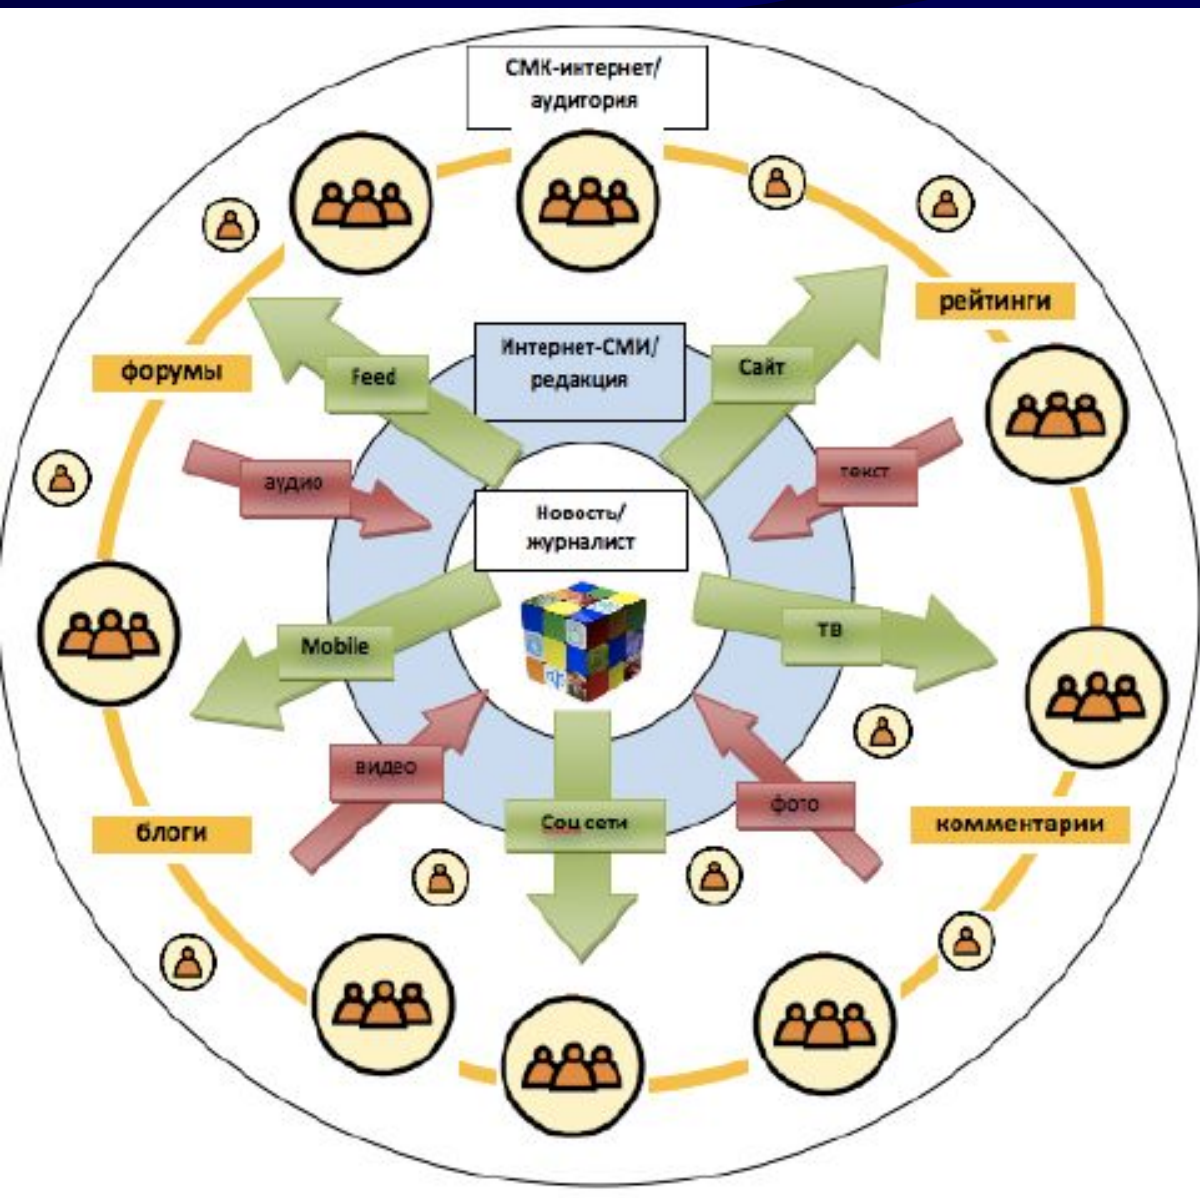 СМК-интернет/
аудитория
рейтинги
Интернет-СМИ/
редакция
Сайт
форумы
Feed
аудио
текст
Новость/
журналист
Mobile
ТВ
видео
фото
Соц сети
блоги
комментарии